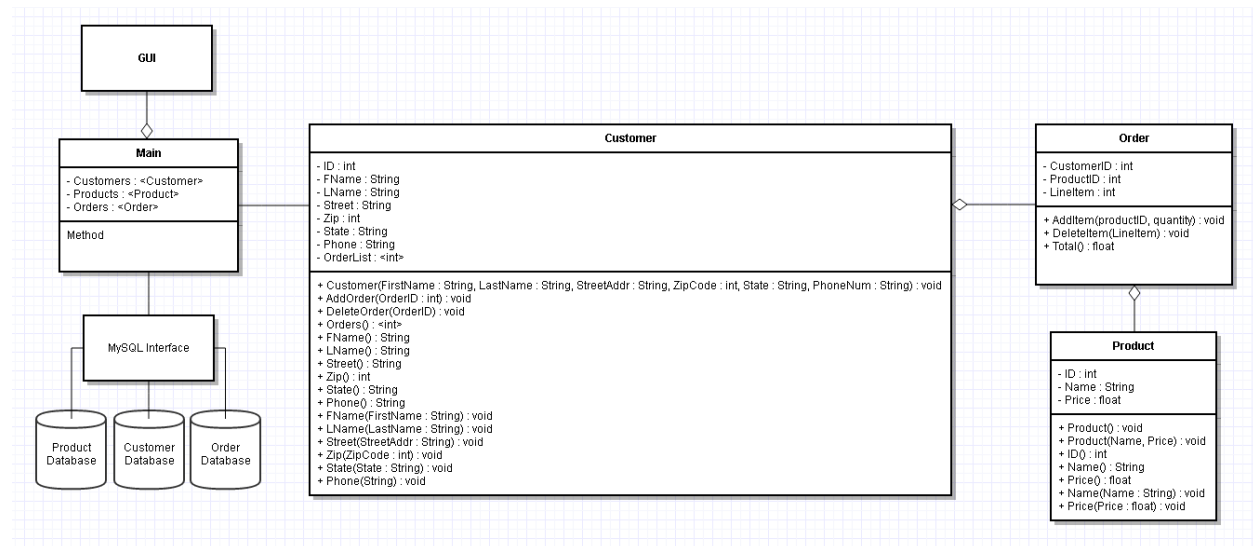 GUI
Main
- Customers : <Customer>
- Products : <Product>
- Orders : <Order>
Method
MySQL Interface
Product
Database
Customer
Database
Order
Database
Customer
- ID : int
- FName : String
- LName : String
- Street : String
- Zip : int
- State : String
- Phone : String
- OrderList : <int>
+ Customer(FirstName : String, LastName : String, StreetAddr : String, ZipCode : int, State : String, PhoneNum : String) : void
+ AddOrder(OrderID : int) : void
+ DeleteOrder(OrderID) : void
+ Orders() : <int>
+ FName() : String
+ LName() : String
+ Street() : String
+ Zip() : int
+ State() : String
+ Phone() : String
+ FName(FirstName : String) : void
+ LName(LastName : String) : void
+ Street(StreetAddr : String) : void
+ Zip(ZipCode : int) : void
+ State(State : String) : void
+ Phone(String) : void
Order
- CustomerID : int
- ProductID : int
- LineItem : int
+ AddItem(productID, quantity) : void
+ DeleteItem(LineItem) : void
+ Total() : float
Product
- ID : int
- Name : String
- Price : float
+ Product() : void
+ Product(Name, Price) : void
+ ID() : int
+ Name() : String
+ Price() : float
+ Name(Name : String) : void
+ Price(Price : float) : void